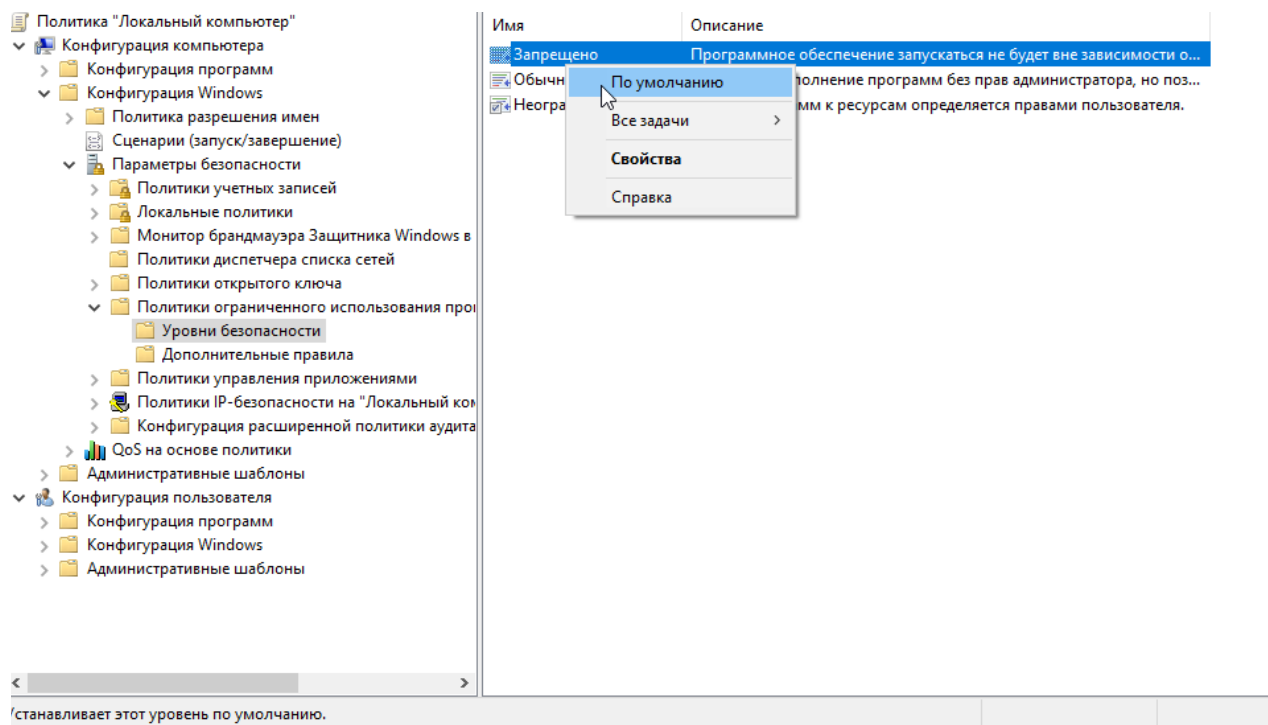 Политика "Локальный компьютер"
Конфигурация компьютера
Конфигурация программ
Конфигурация Windows
Политика разрешения имен
Сценарии (запуск/завершение)
Параметры безопасности
Политики учетных записей
Локальные политики
Монитор брандмауэра Защитника Windows в
Политики диспетчера списка сетей
Политики открытого ключа
Политики ограниченного использования про
Уровни безопасности
Дополнительные правила
Политики управления приложениями
Политики IP-безопасности на "Локальный ком
Конфигурация расширенной политики аудита
QoS на основе политики
Административные шаблоны
Конфигурация пользователя
Конфигурация программ
Конфигурация Windows
Административные шаблоны
Имя Описание
Запрещено Программное обеспечение запускаться не будет вне зависимости о...
Обычн полнение программ без прав администратора, но поз...
Неогра мм к ресурсам определяется правами пользователя.
По умолчанию
Все задачи
Свойства
Справка
станавливает этот уровень по умолчанию.